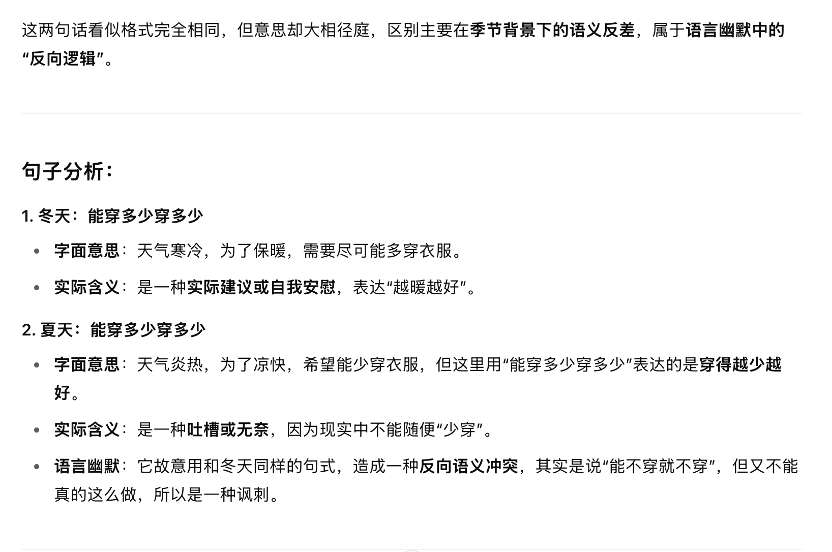 这两句话看似格式完全相同，但意思却大相径庭，区别主要在季节背景下的语义反差，属于语言幽默中的
“反向逻辑”。
句子分析：
1. 冬天：能穿多少穿多少
• 字面意思：天气寒冷，为了保暖，需要尽可能多穿衣服。
• 实际含义：是一种实际建议或自我安慰，表达“越暖越好”。
2. 夏天：能穿多少穿多少
• 字面意思：天气炎热，为了凉快，希望能少穿衣服，但这里用“能穿多少穿多少”表达的是穿得越少越
好。
• 实际含义：是一种吐槽或无奈，因为现实中不能随便“少穿”。
• 语言幽默：它故意用和冬天同样的句式，造成一种反向语义冲突，其实是说“能不穿就不穿”，但又不能
真的这么做，所以是一种讽刺。